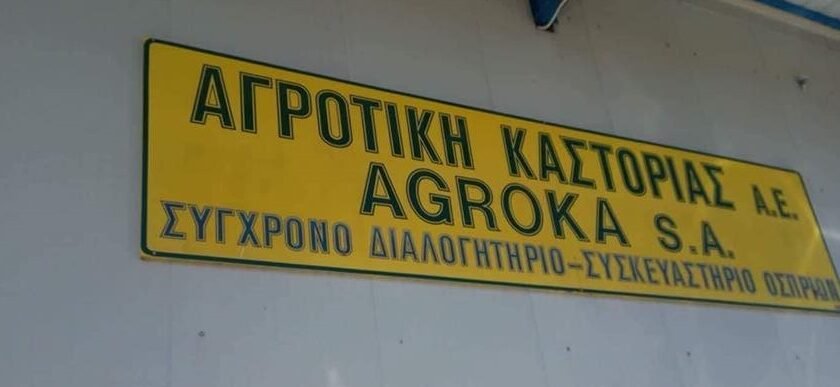 ΑΓΡΟΤΙΚΗ ΚΑΣΤΟΡΙΑΣ Α.Ε.
AGROKA S.A.
ΣΥΓΧΡΟΝΟ ΔΙΑΛΟΓΗΤΗΡΙΟ-ΣΥΣΚΕΥΑΣΤΗΡΙΟ ΟΣΠΡΙΩΝ